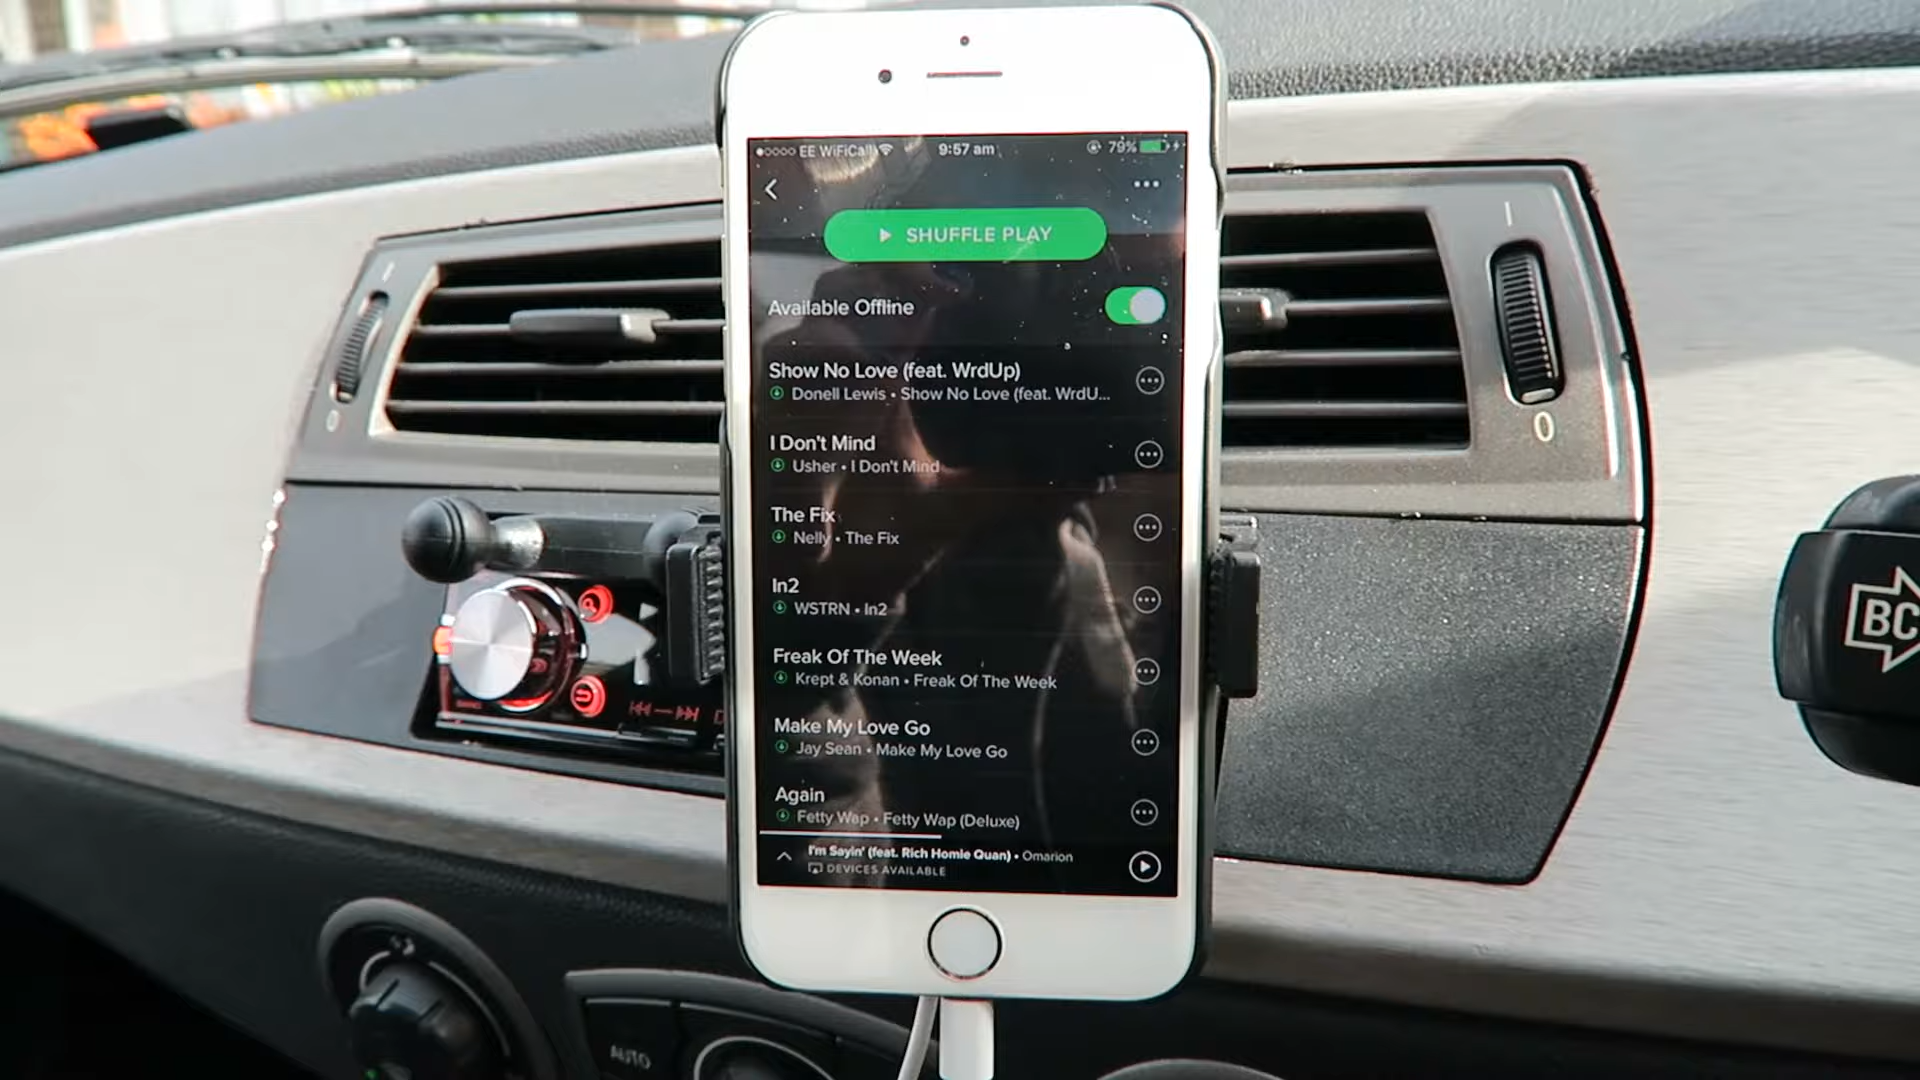 EE WiFiCall 9:57 am 79%
SHUFFLE PLAY
Available Offline
Show No Love (feat. WrdUp)
Donell Lewis • Show No Love (feat. WrdU...
I Don't Mind
Usher • I Don't Mind
The Fix
Nelly • The Fix
In2
WSTRN • In2
Freak Of The Week
Krept & Konan • Freak Of The Week
Make My Love Go
Jay Sean • Make My Love Go
Again
Fetty Wap • Fetty Wap (Deluxe)
I'm Sayin' (feat. Rich Homie Quan) • Omarion
DEVICES AVAILABLE
0
0
BC
AUTO